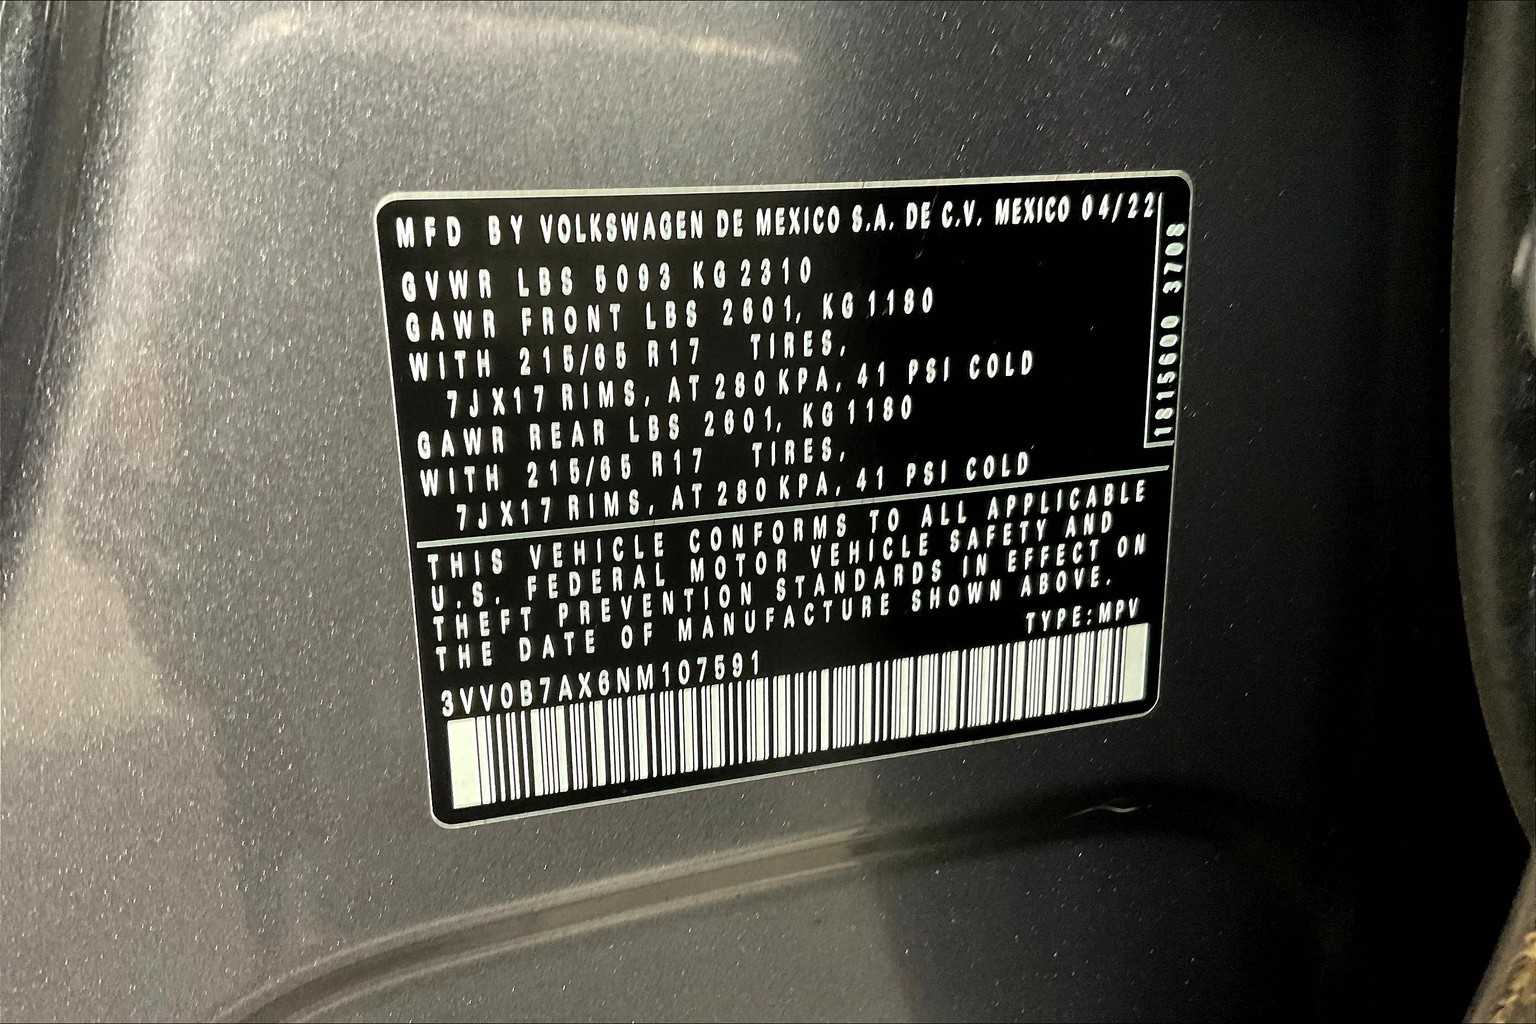 MFD BY VOLKSWAGEN DE MEXICO S.A. DE C.V. MEXICO 04/22
GVWR LBS 5093 KG 2310
GAWR FRONT LBS 2601, KG 1180
WITH 215/65 R17 TIRES,
7JX17 RIMS, AT 280 KPA, 41 PSI COLD
GAWR REAR LBS 2601, KG 1180
WITH 215/65 R17 TIRES,
7JX17 RIMS, AT 280 KPA, 41 PSI COLD
1815600 3708
THIS VEHICLE CONFORMS TO ALL APPLICABLE
U.S. FEDERAL MOTOR VEHICLE SAFETY AND
THEFT PREVENTION STANDARDS IN EFFECT ON
THE DATE OF MANUFACTURE SHOWN ABOVE.
TYPE:MPV
3VV0B7AX6NM107591